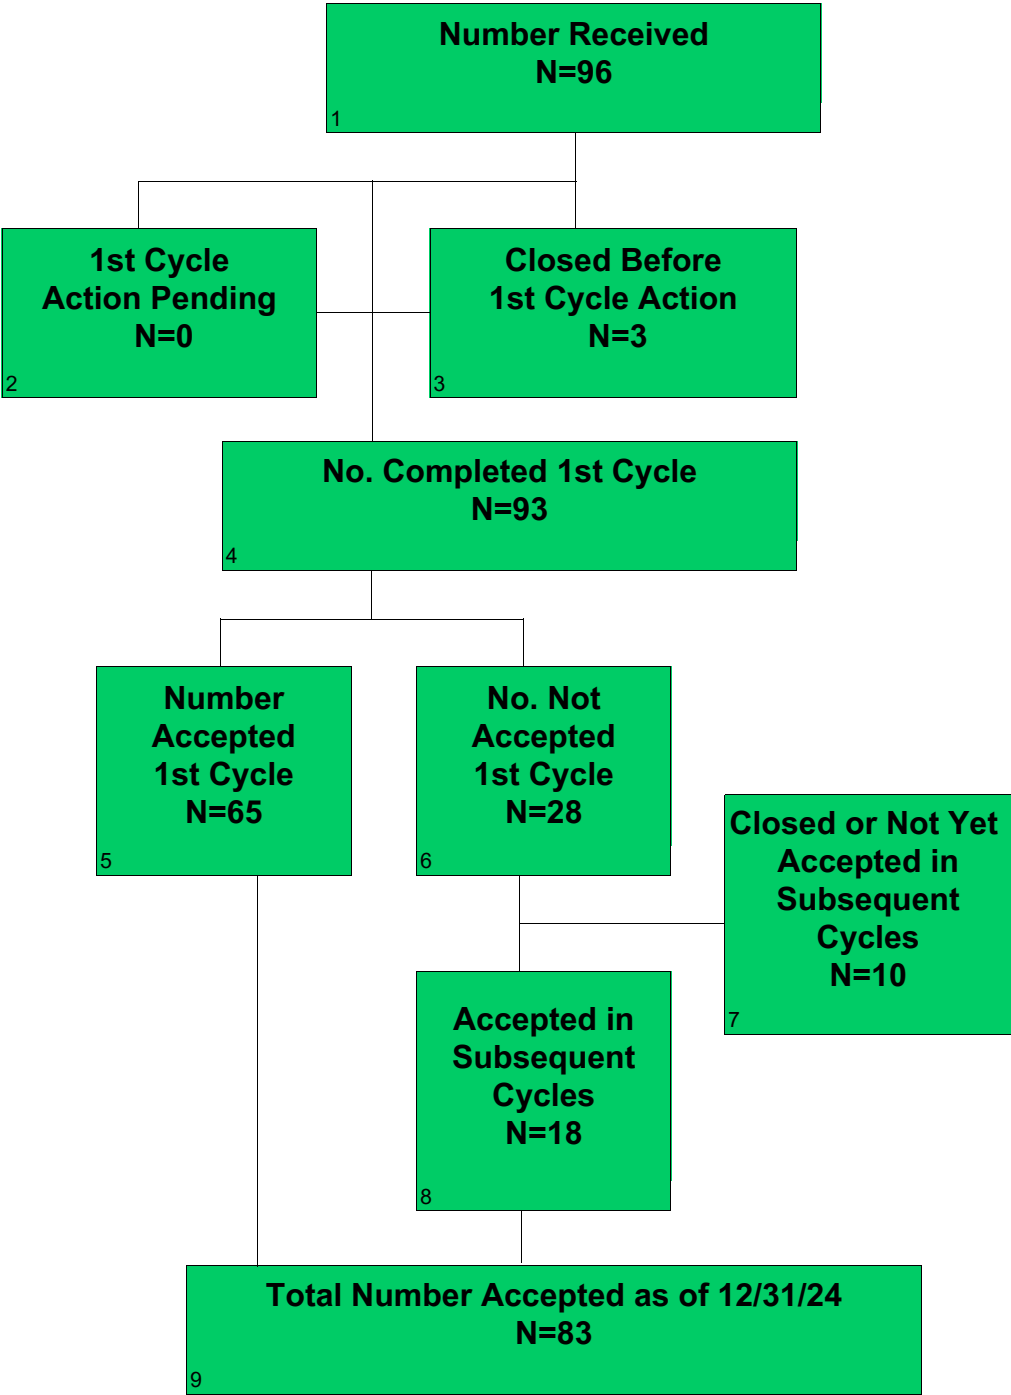 Number Received
N=96
1
1st Cycle
Action Pending
N=0
2
Closed Before
1st Cycle Action
N=3
3
No. Completed 1st Cycle
N=93
4
Number
Accepted
1st Cycle
N=65
5
No. Not
Accepted
1st Cycle
N=28
6
Closed or Not Yet
Accepted in
Subsequent
Cycles
N=10
7
Accepted in
Subsequent
Cycles
N=18
8
Total Number Accepted as of 12/31/24
N=83
9